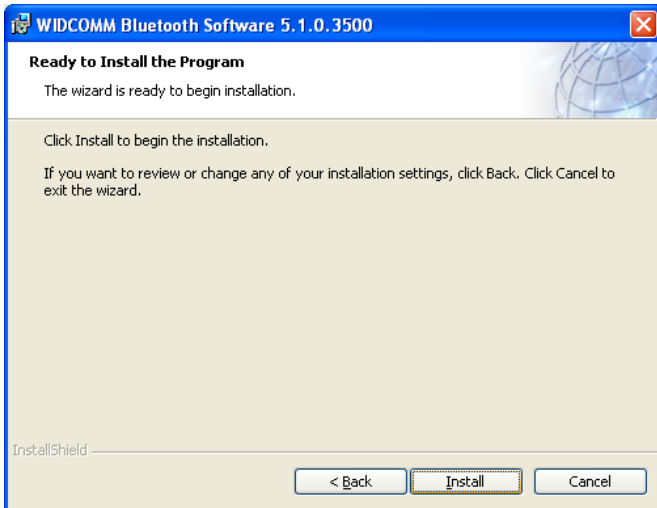 WIDCOMM Bluetooth Software 5.1.0.3500
Ready to Install the Program
The wizard is ready to begin installation.
Click Install to begin the installation.
If you want to review or change any of your installation settings, click Back. Click Cancel to
exit the wizard.
InstallShield
< Back Install Cancel